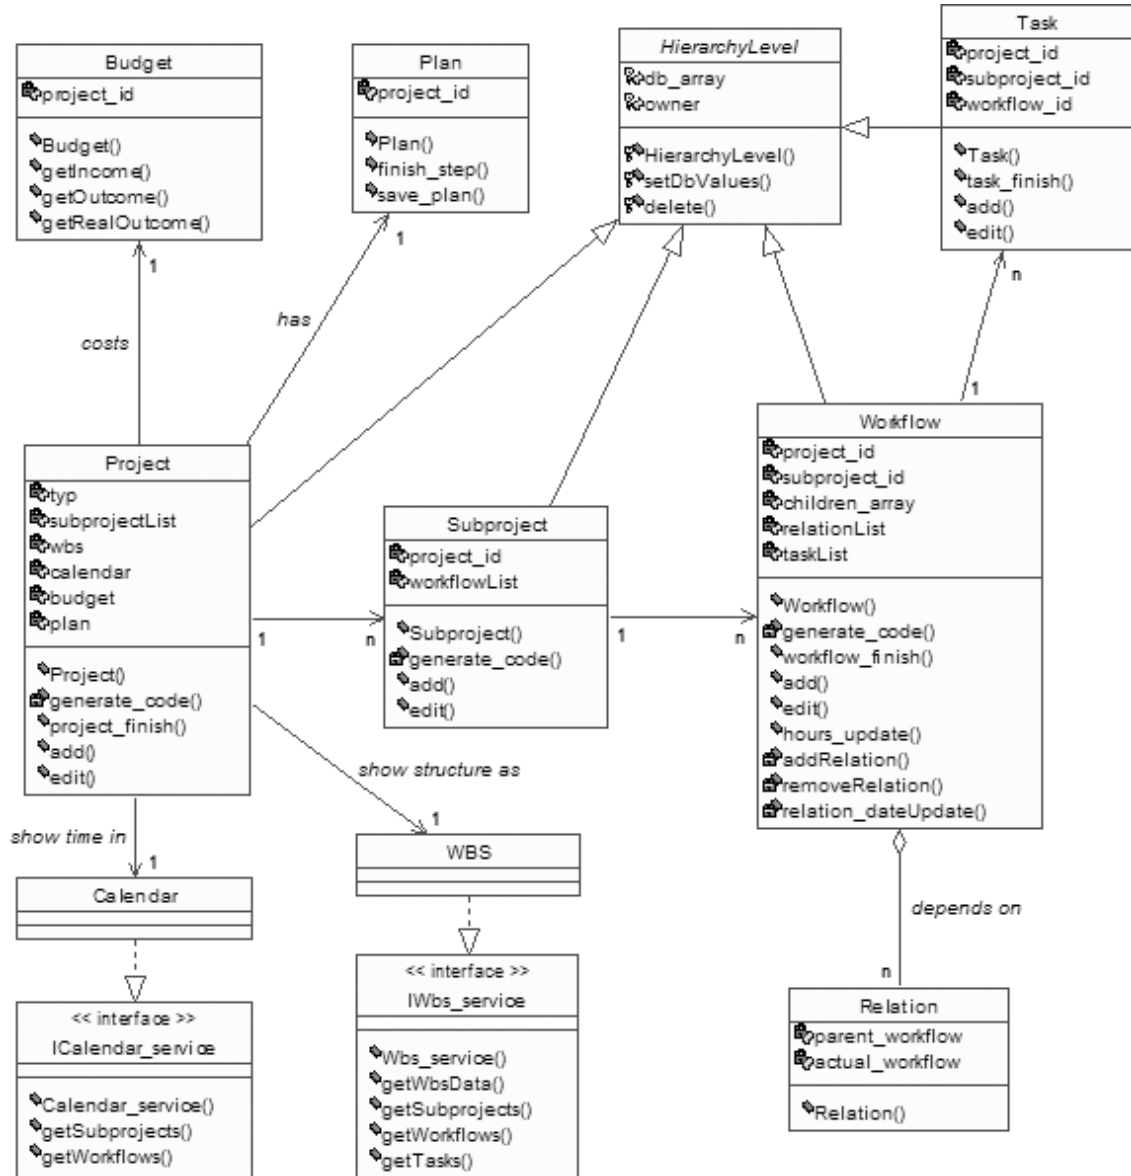 Budget
project_id
Budget()
getIncome()
getOutcome()
getRealOutcome()
Plan
project_id
Plan()
finish_step()
save_plan()
HierarchyLevel
db_array
owner
HierarchyLevel()
setDbValues()
delete()
Task
project_id
subproject_id
workflow_id
Task()
task_finish()
add()
edit()
1
1
n
costs
has
1
Project
typ
subprojectList
wbs
calendar
budget
plan
Project()
generate_code()
project_finish()
add()
edit()
1
n
Subproject
project_id
workflowList
Subproject()
generate_code()
add()
edit()
1
n
Workflow
project_id
subproject_id
children_array
relationList
taskList
Workflow()
generate_code()
workflow_finish()
add()
edit()
hours_update()
addRelation()
removeRelation()
relation_dateUpdate()
show structure as
1
show time in
1
Calendar
WBS
depends on
n
<< interface >>
ICalendar_service
Calendar_service()
getSubprojects()
getWorkflows()
<< interface >>
IWbs_service
Wbs_service()
getWbsData()
getSubprojects()
getWorkflows()
getTasks()
Relation
parent_workflow
actual_workflow
Relation()